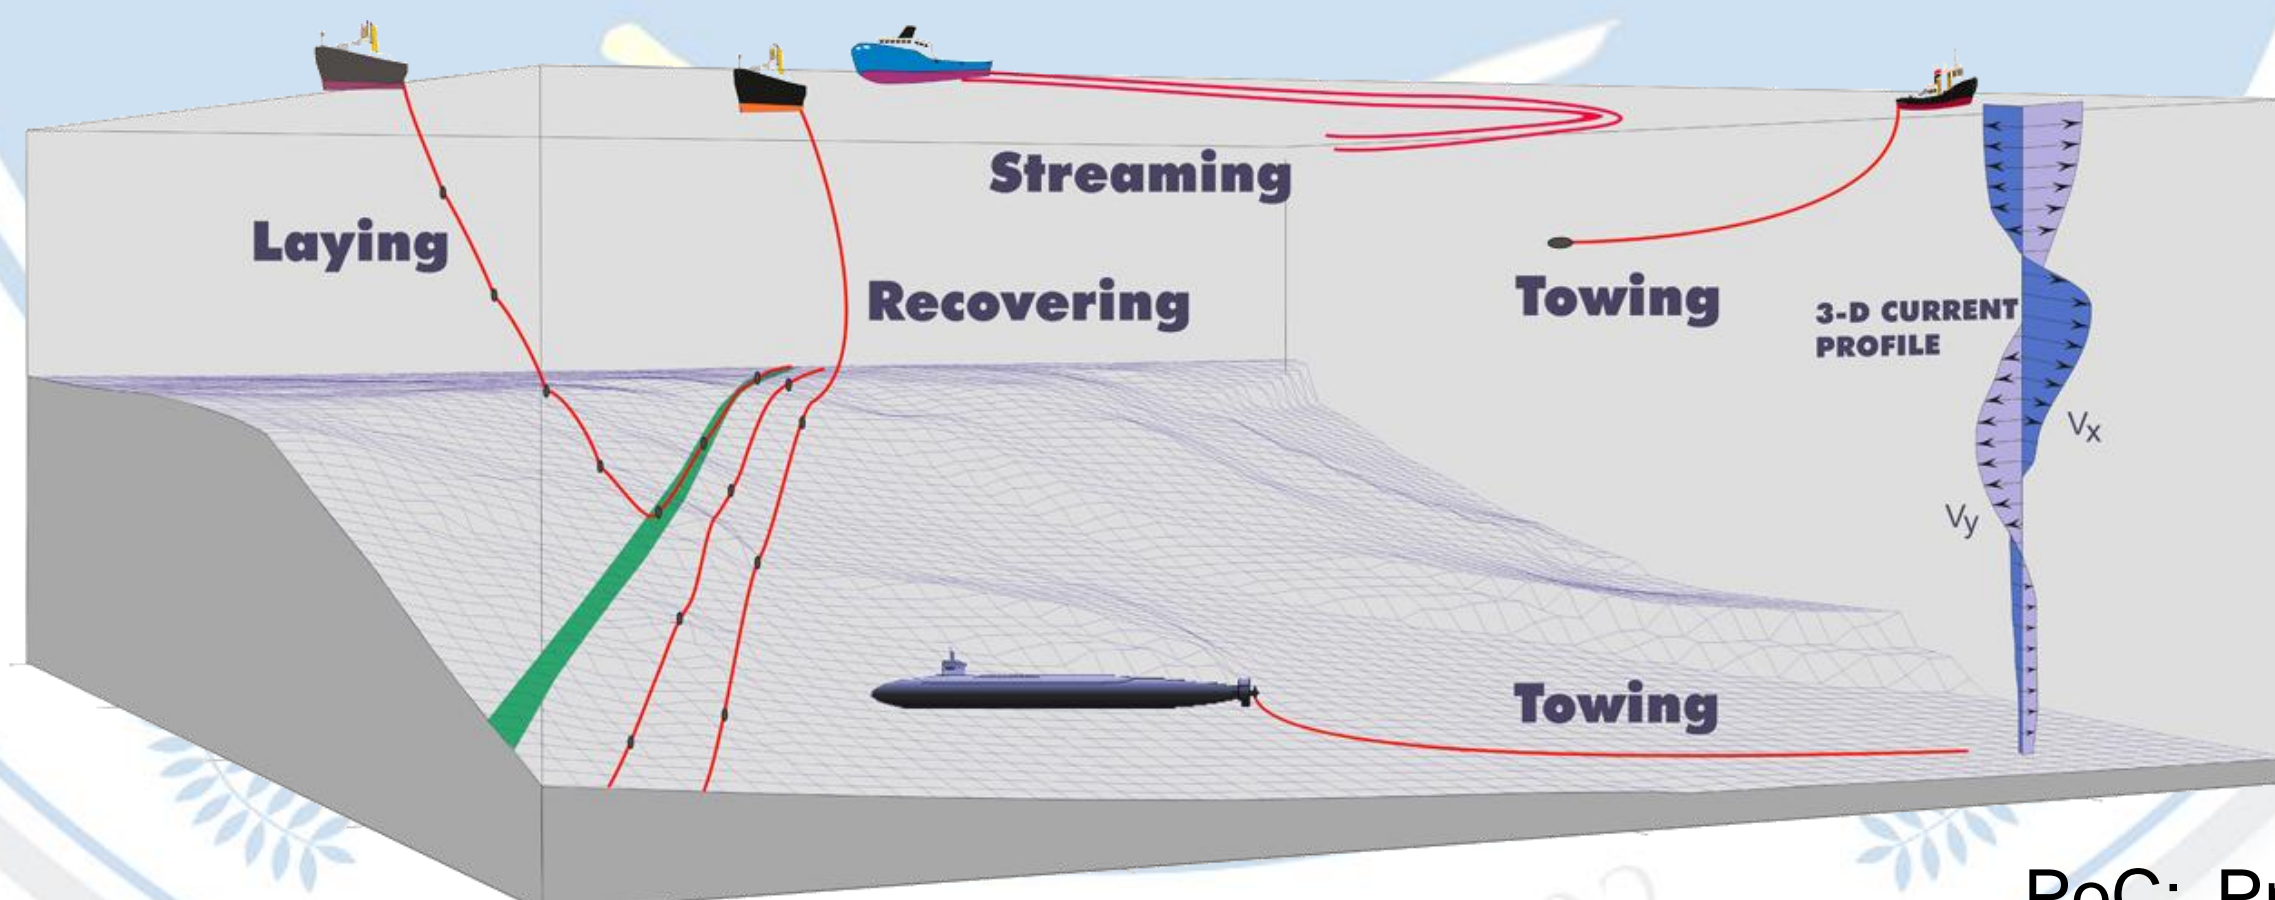 Streaming
Laying
Recovering
Towing
3-D CURRENT
PROFILE
Vx
Vy
Towing